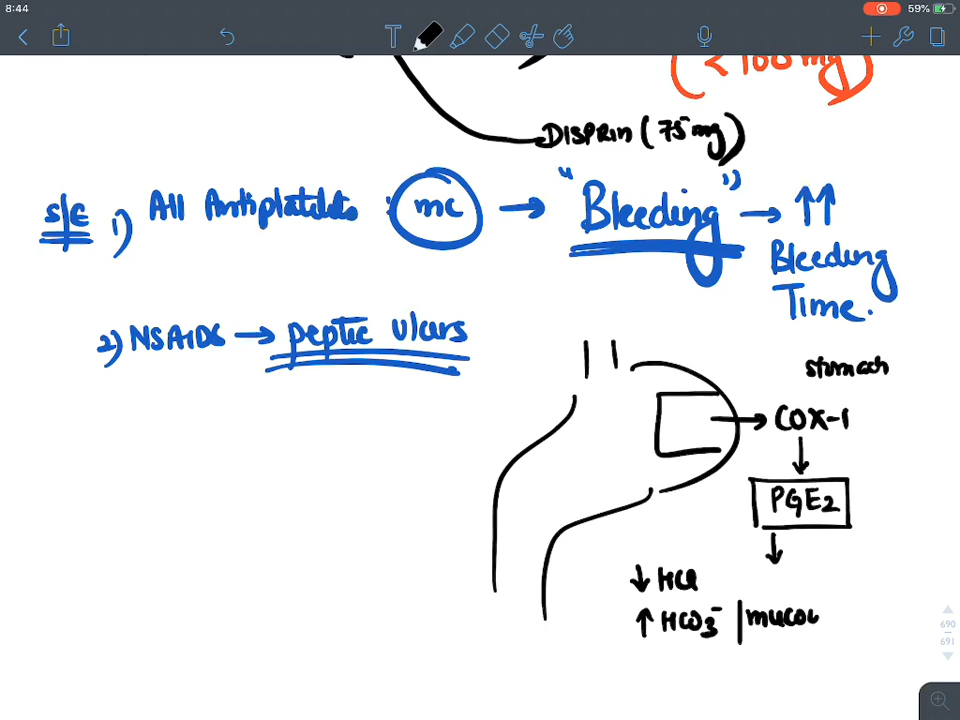 8:44
59%
T
(<100 mg)
DISPRIN (75 mg)
S/E 1) All Antiplatelets : mc → "Bleeding" → ↑↑
Bleeding
Time.
2) NSAIDS → peptic ulcers
stomach
COX-1
↓
PGE2
↓
↓ HCl
↑ HCO3- | mucou
690
691